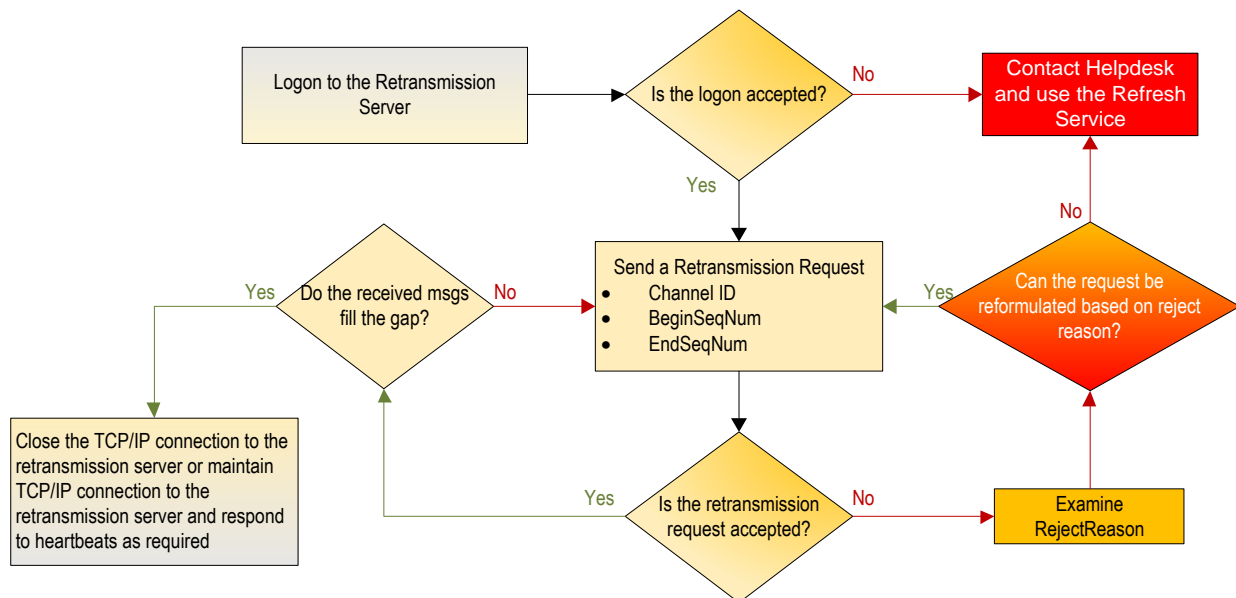 Logon to the Retransmission
Server
Is the logon accepted?
No
Contact Helpdesk
and use the Refresh
Service
Yes
No
Send a Retransmission Request
• Channel ID
• BeginSeqNum
• EndSeqNum
Yes
Do the received msgs
fill the gap?
No
Yes
Can the request be
reformulated based on reject
reason?
Close the TCP/IP connection to the
retransmission server or maintain
TCP/IP connection to the
retransmission server and respond
to heartbeats as required
Yes
Is the retransmission
request accepted?
No
Examine
RejectReason